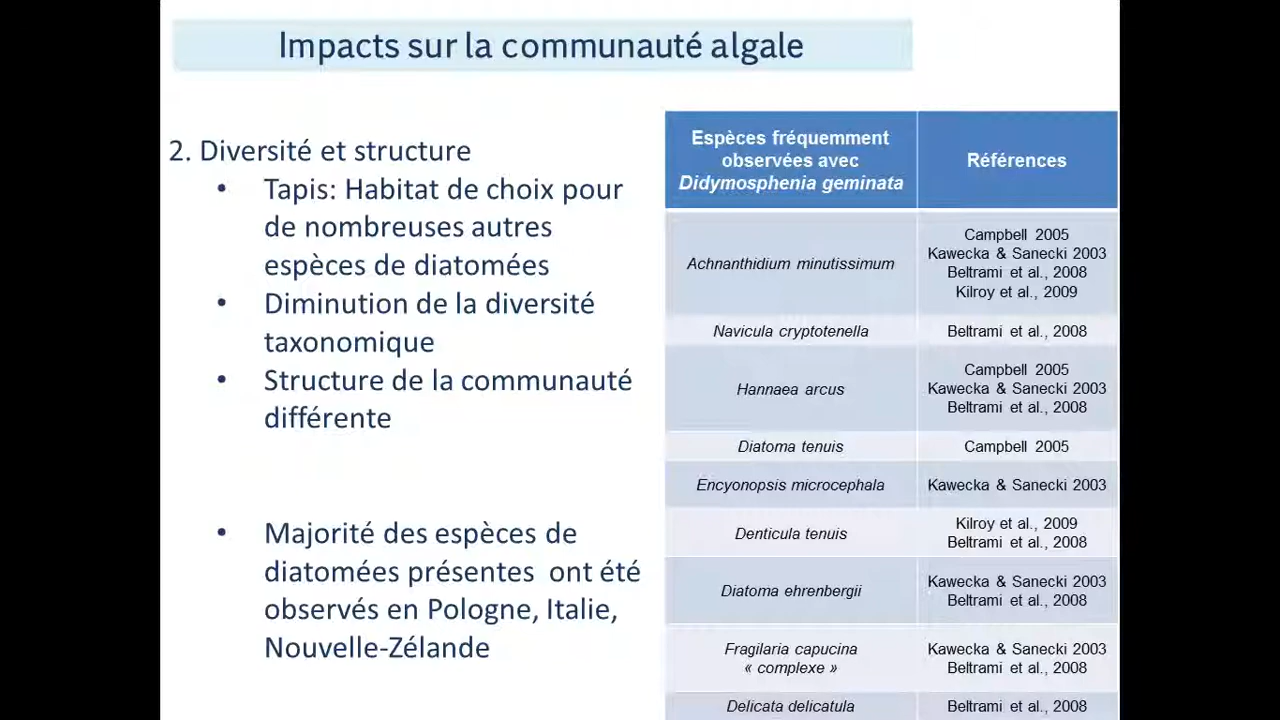 Impacts sur la communauté algale
2. Diversité et structure
• Tapis: Habitat de choix pour
de nombreuses autres
espèces de diatomées
• Diminution de la diversité
taxonomique
• Structure de la communauté
différente
• Majorité des espèces de
diatomées présentes ont été
observés en Pologne, Italie,
Nouvelle-Zélande
Espèces fréquemment
observées avec
Didymosphenia geminata
Références
Achnanthidium minutissimum
Campbell 2005
Kawecka & Sanecki 2003
Beltrami et al., 2008
Kilroy et al., 2009
Navicula cryptotenella
Beltrami et al., 2008
Hannaea arcus
Campbell 2005
Kawecka & Sanecki 2003
Beltrami et al., 2008
Diatoma tenuis
Campbell 2005
Encyonopsis microcephala
Kawecka & Sanecki 2003
Denticula tenuis
Kilroy et al., 2009
Beltrami et al., 2008
Diatoma ehrenbergii
Kawecka & Sanecki 2003
Beltrami et al., 2008
Fragilaria capucina
« complexe »
Kawecka & Sanecki 2003
Beltrami et al., 2008
Delicata delicatula
Beltrami et al., 2008